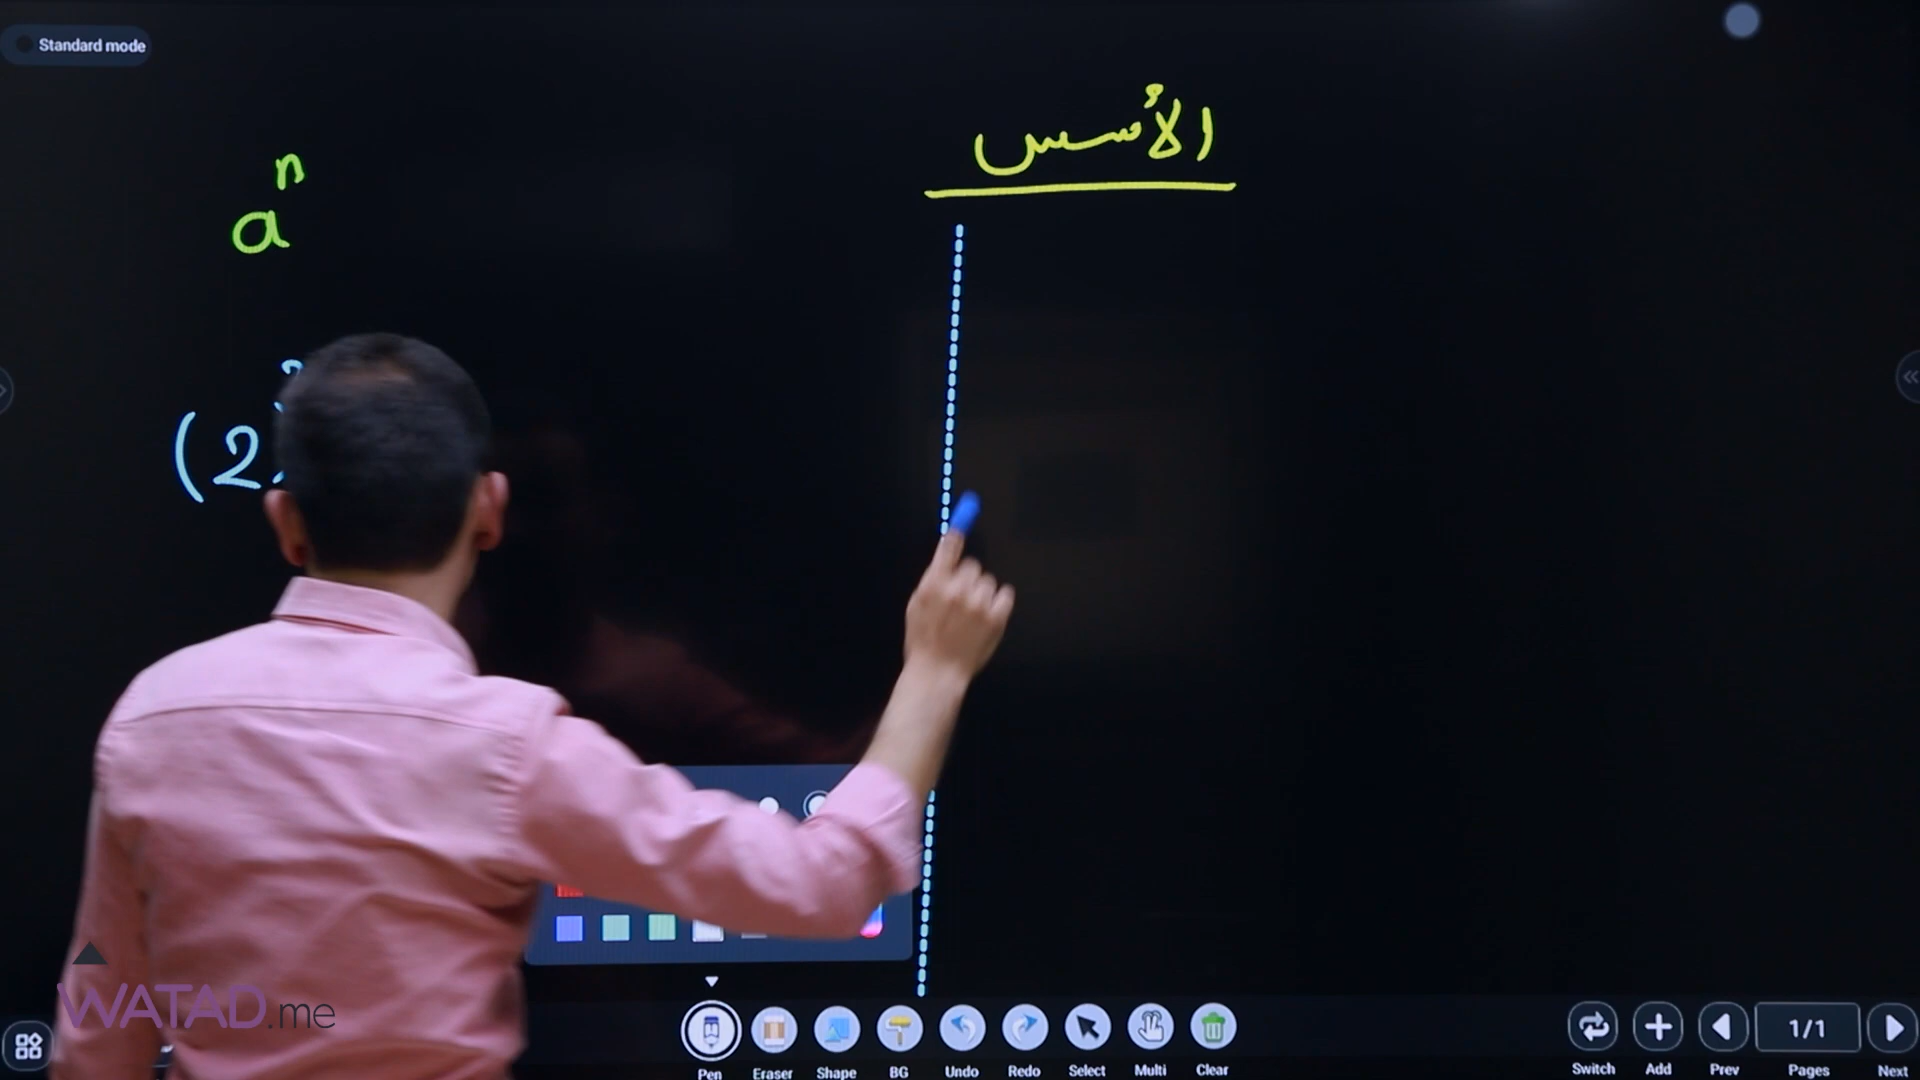 Standard mode
الأسس
a^n
(2
WATAD.me
Pen Eraser Shape BG Undo Redo Select Multi Clear
Switch Add Prev 1/1 Pages Next